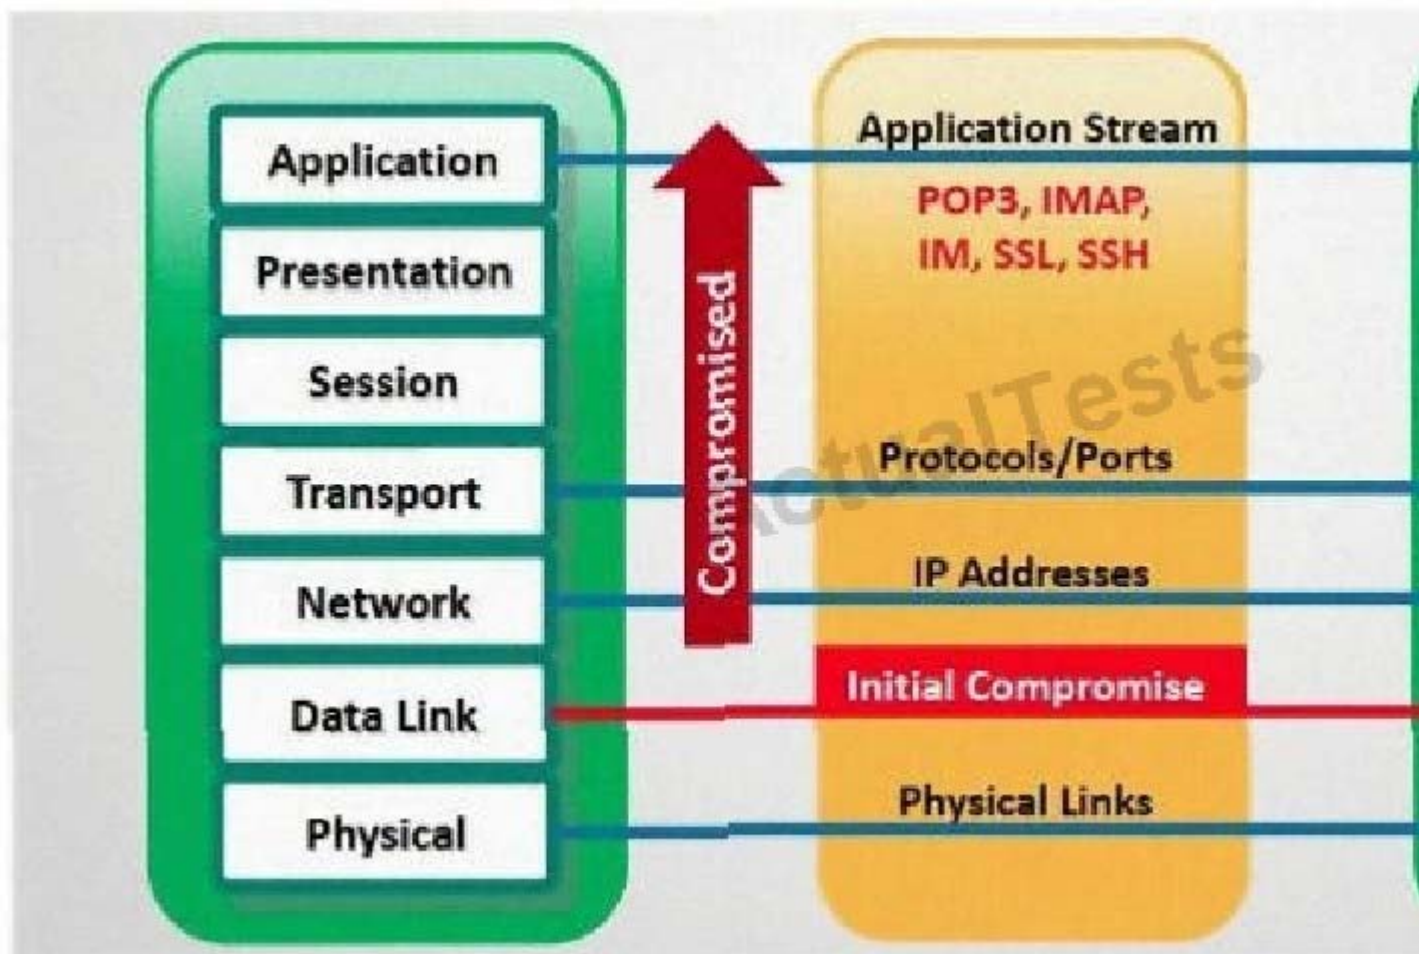 Application
Presentation
Session
Transport
Network
Data Link
Physical
Compromised
Application Stream
POP3, IMAP,
IM, SSL, SSH
Protocols/Ports
IP Addresses
Initial Compromise
Physical Links
ActualTests